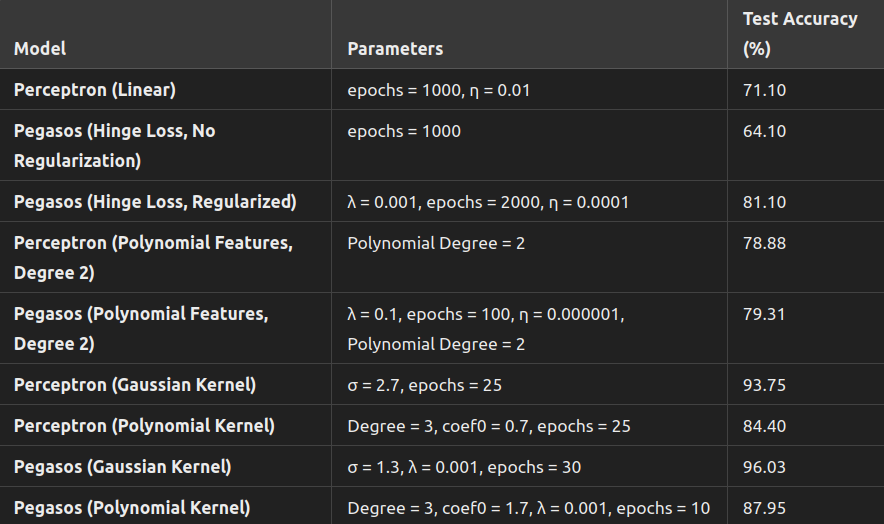 Model Parameters Test Accuracy (%)
Perceptron (Linear) epochs = 1000, η = 0.01 71.10
Pegasos (Hinge Loss, No Regularization) epochs = 1000 64.10
Pegasos (Hinge Loss, Regularized) λ = 0.001, epochs = 2000, η = 0.0001 81.10
Perceptron (Polynomial Features, Degree 2) Polynomial Degree = 2 78.88
Pegasos (Polynomial Features, Degree 2) λ = 0.1, epochs = 100, η = 0.000001, Polynomial Degree = 2 79.31
Perceptron (Gaussian Kernel) σ = 2.7, epochs = 25 93.75
Perceptron (Polynomial Kernel) Degree = 3, coef0 = 0.7, epochs = 25 84.40
Pegasos (Gaussian Kernel) σ = 1.3, λ = 0.001, epochs = 30 96.03
Pegasos (Polynomial Kernel) Degree = 3, coef0 = 1.7, λ = 0.001, epochs = 10 87.95